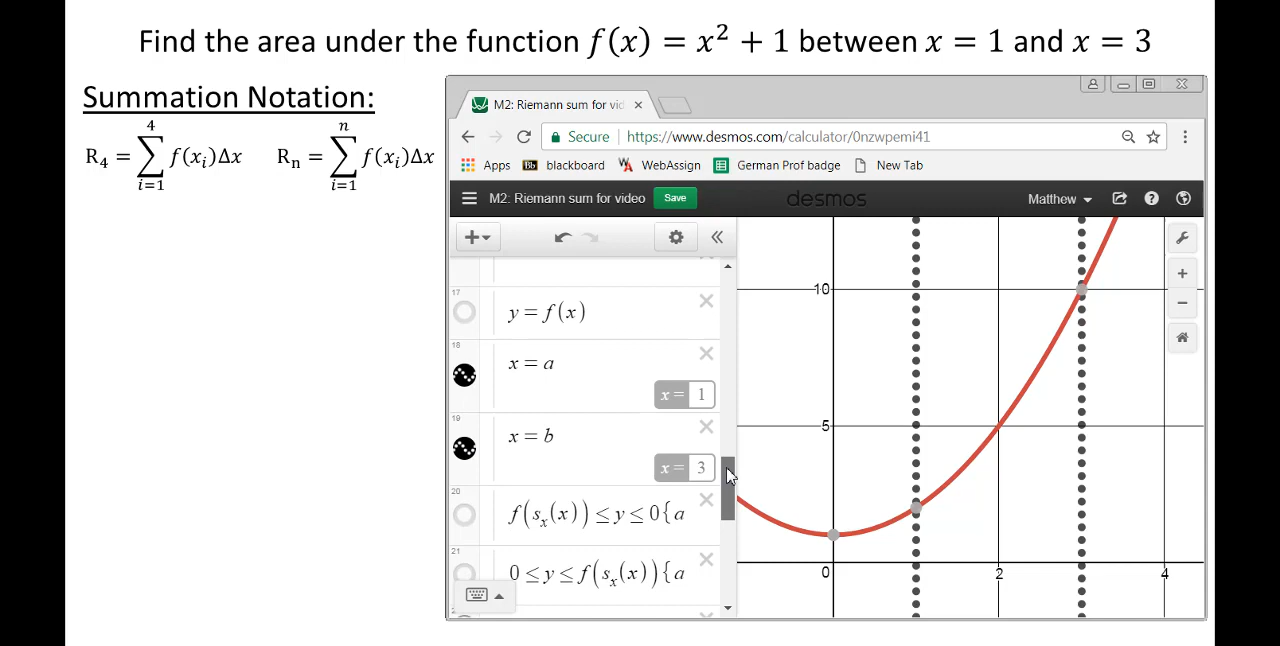 Find the area under the function f(x) = x² + 1 between x = 1 and x = 3
Summation Notation:
R₄ = ∑_{i=1}^{4} f(xᵢ)Δx    Rₙ = ∑_{i=1}^{n} f(xᵢ)Δx
M2: Riemann sum for vid
Secure | https://www.desmos.com/calculator/0nzwpemi41
Apps Bb blackboard WebAssign German Prof badge New Tab
M2: Riemann sum for video Save desmos Matthew
17
y = f(x)
18
x = a
x = 1
19
x = b
x = 3
20
f(sₓ(x)) ≤ y ≤ 0{a
21
0 ≤ y ≤ f(sₓ(x)){a
10
5
0
2
4